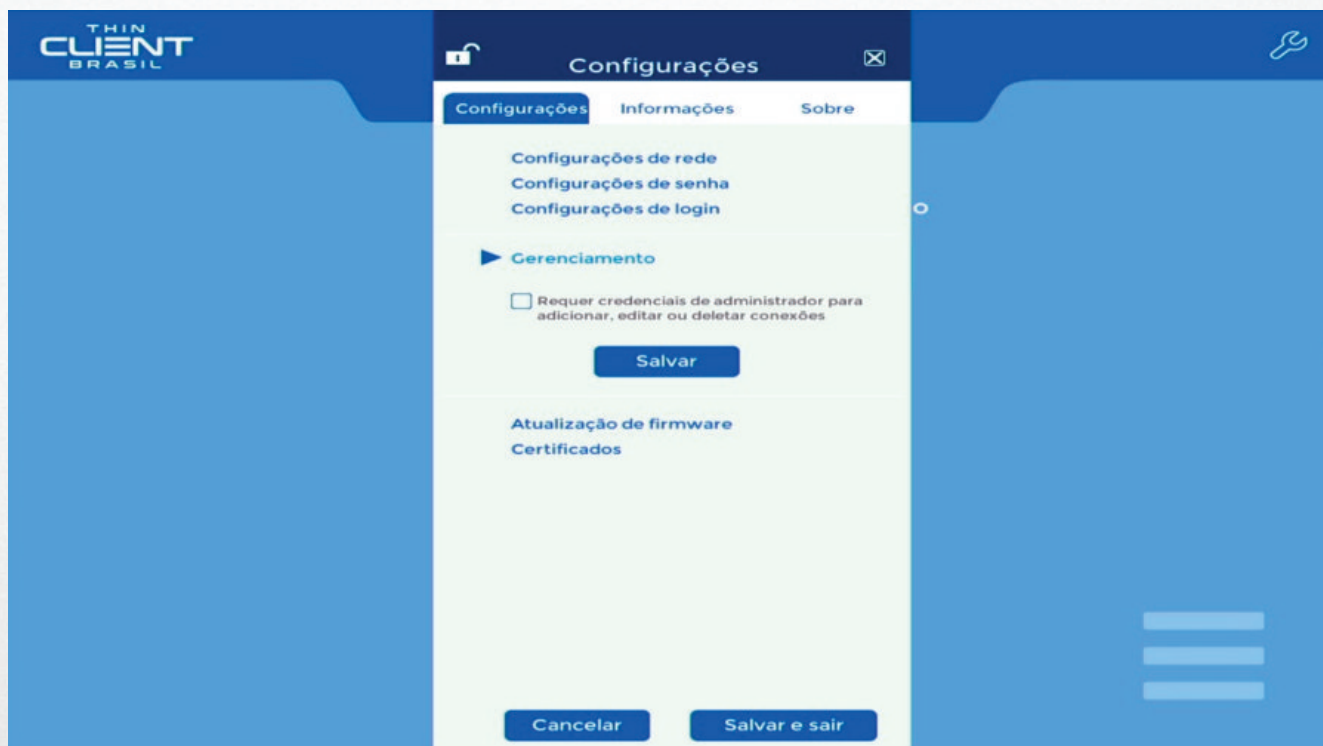 THIN
CLIENT
BRASIL
Configurações
Configurações
Informações
Sobre
Configurações de rede
Configurações de senha
Configurações de login
Gerenciamento
Requer credenciais de administrador para
adicionar, editar ou deletar conexões
Salvar
Atualização de firmware
Certificados
Cancelar
Salvar e sair